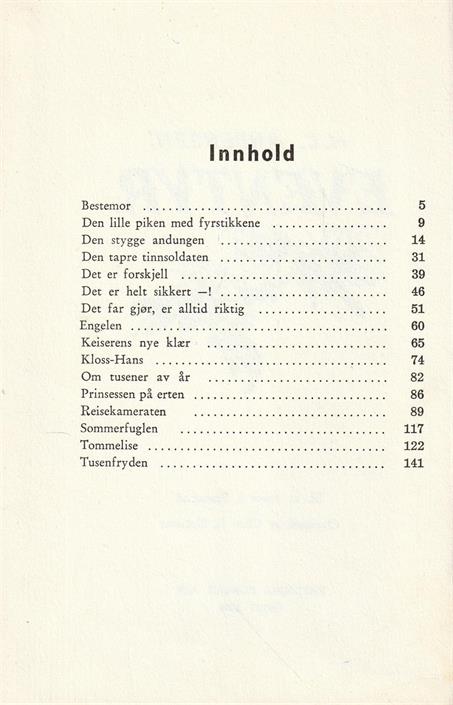 Innhold
Bestemor ........ 5
Den lille piken med fyrstikkene ........ 9
Den stygge andungen ........ 14
Den tapre tinnsoldaten ........ 31
Det er forskjell ........ 39
Det er helt sikkert —! ........ 46
Det far gjør, er alltid riktig ........ 51
Engelen ........ 60
Keiserens nye klær ........ 65
Kloss-Hans ........ 74
Om tusener av år ........ 82
Prinsessen på erten ........ 86
Reisekameraten ........ 89
Sommerfuglen ........ 117
Tommelise ........ 122
Tusenfryden ........ 141